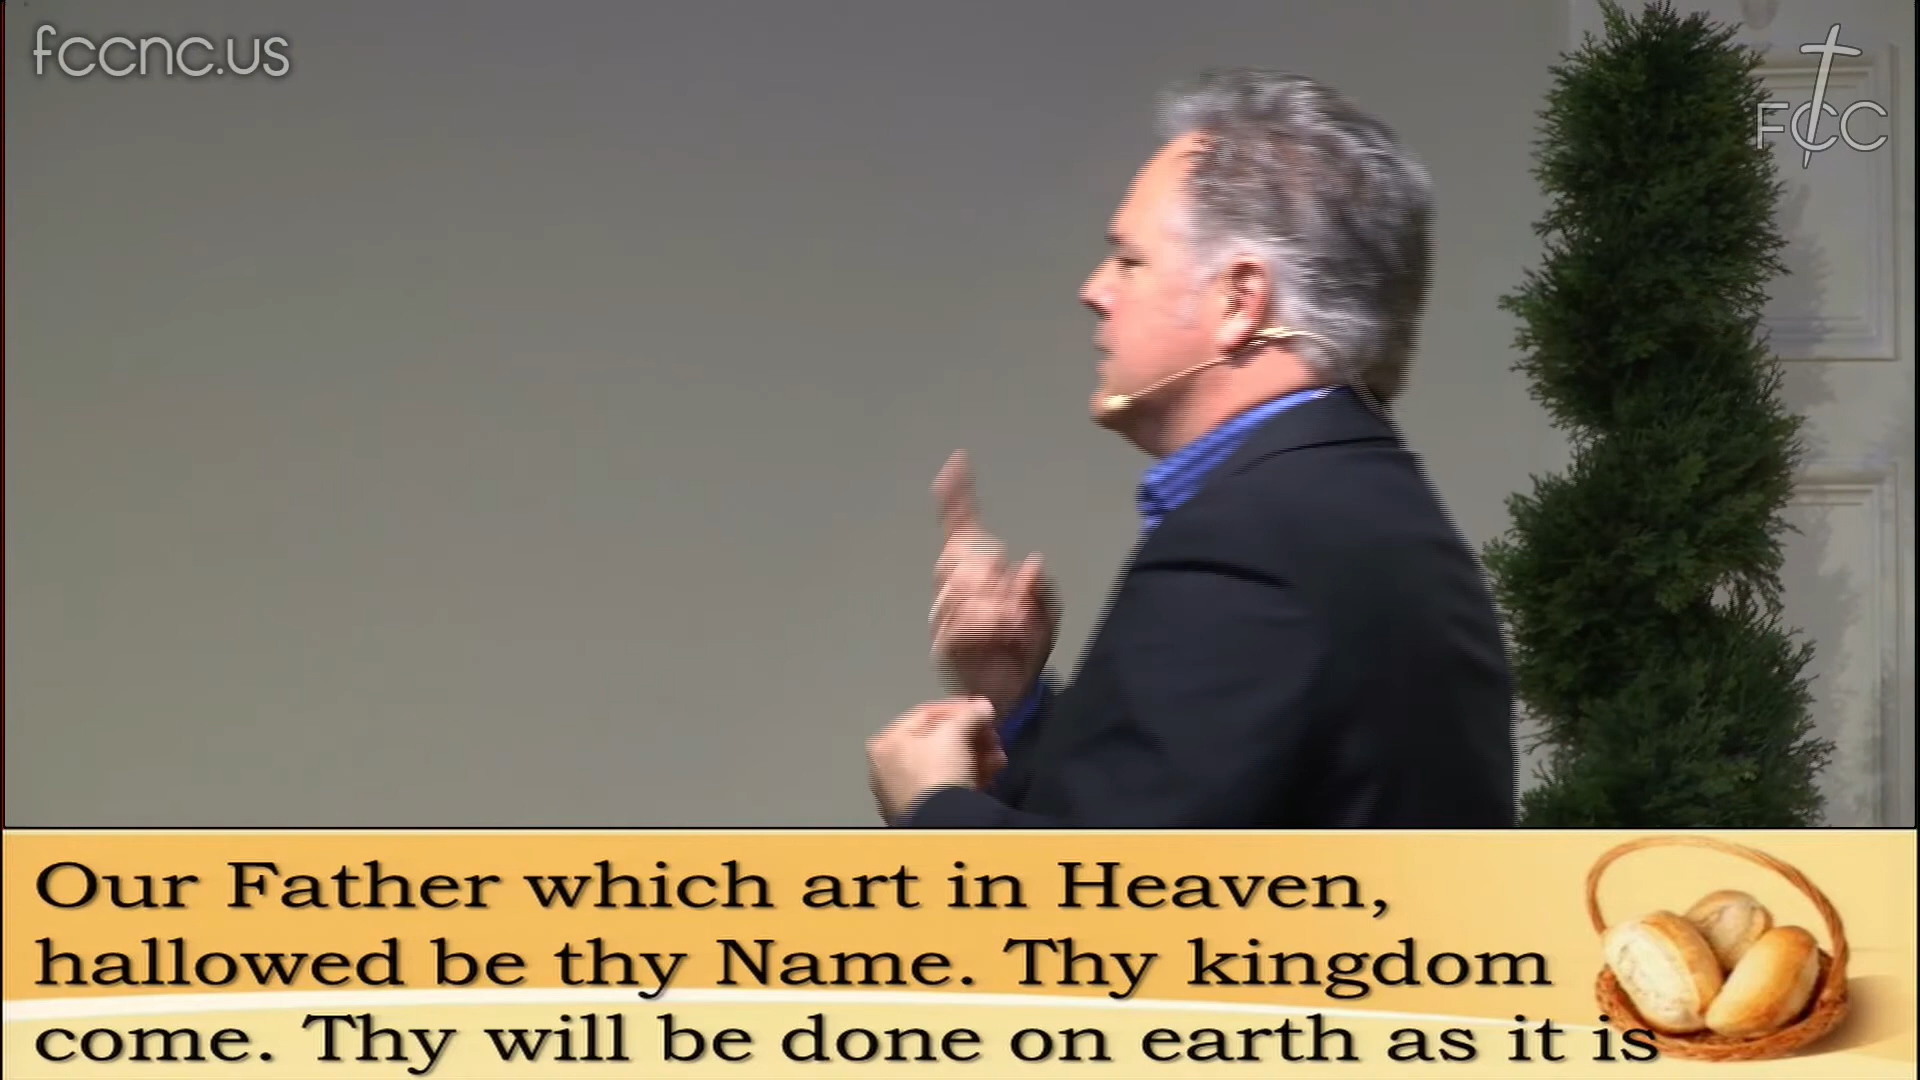 fccnc.us
FCC
Our Father which art in Heaven,
hallowed be thy Name. Thy kingdom
come. Thy will be done on earth as it is